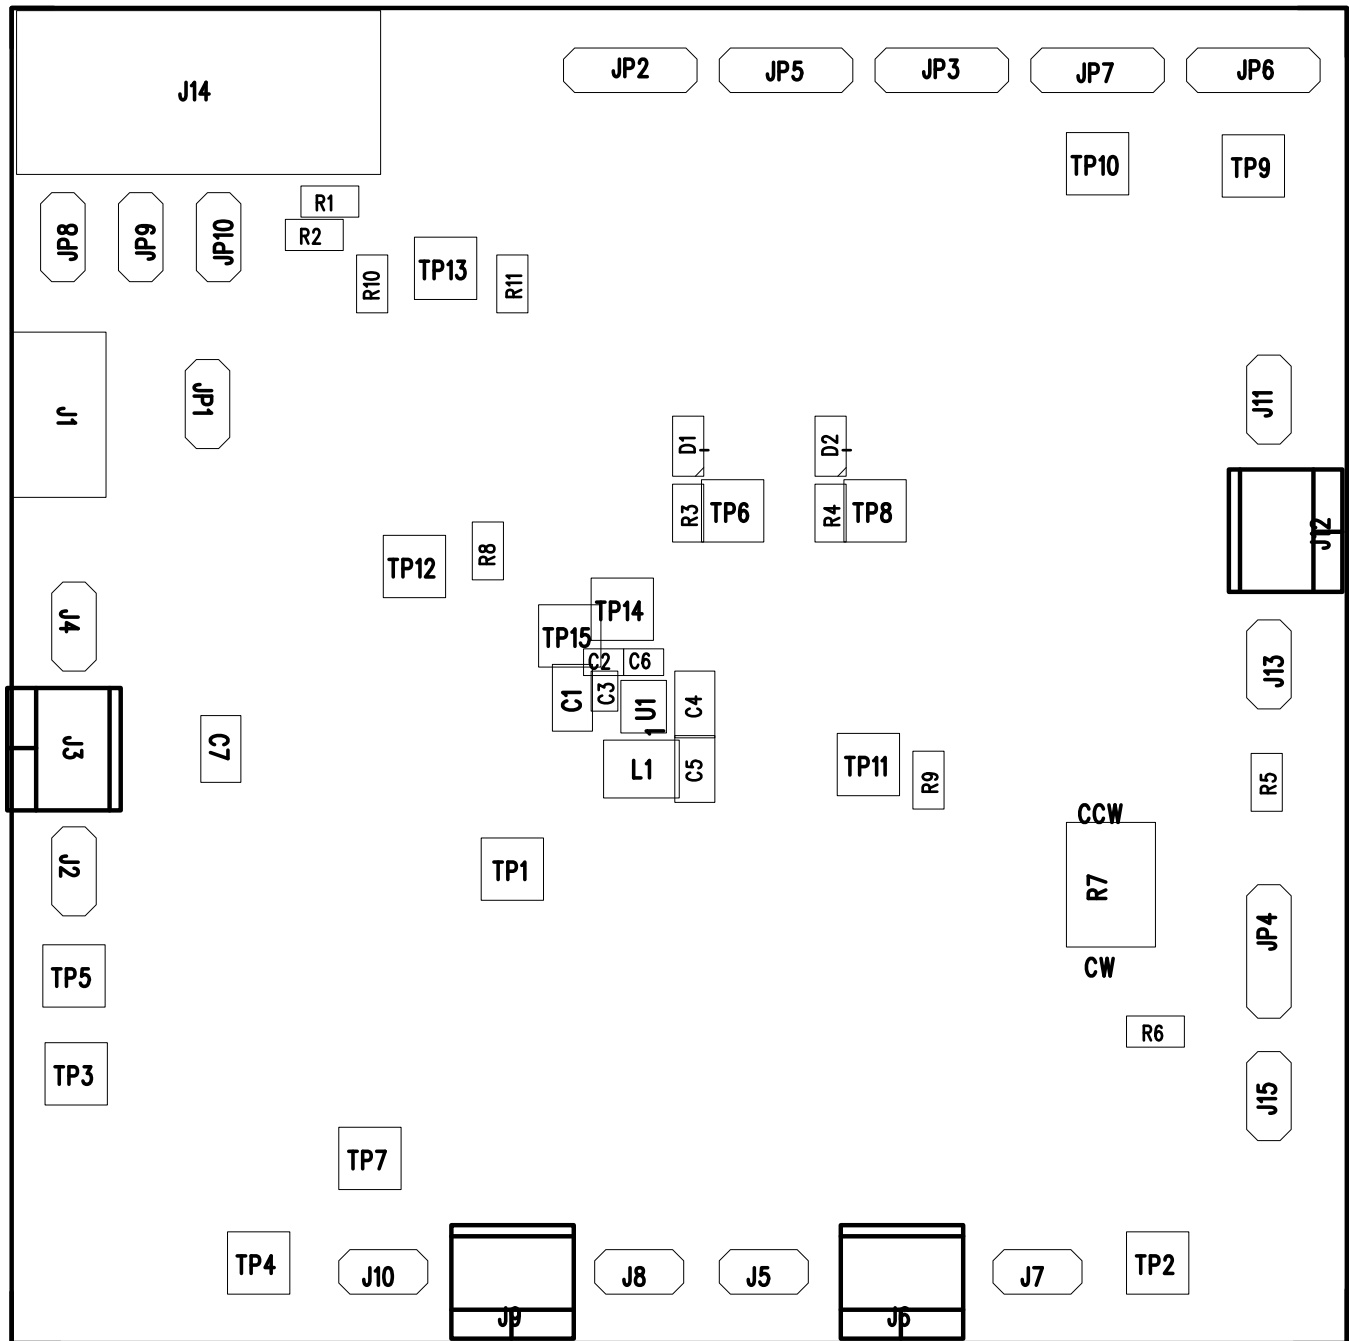 JP2 JP5 JP3 JP7 JP6
J14
TP10 TP9
R1
R2
JP8 JP9 JP10
R10 TP13 R11
J1 JP1 J11
D1 D2
R3 TP6 R4 TP8
J12
TP12 R8
J4 TP15 TP14
C2 C6
J13
C1 C3 U1 C4
1
J3 C7
L1 C5 TP11 R9 R5
CCW
J2 TP1 R7
JP4
TP5 CW
R6
TP3 J15
TP7
TP4 J10 J8 J5 J7 TP2
J9 J6